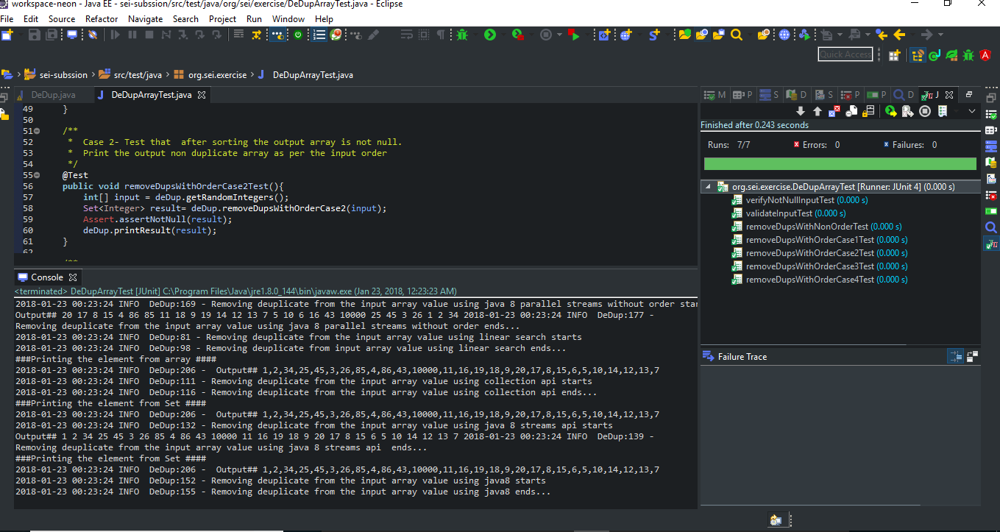 workspace-neon - Java EE - sei-subssion/src/test/java/org/sei/exercise/DeDupArrayTest.java - Eclipse
File Edit Source Refactor Navigate Search Project Run Window Help
Quick Access
sei-subssion src/test/java org.sei.exercise DeDupArrayTest.java
DeDup.java DeDupArrayTest.java
M P S D S P P D J
49 }
50
51 /**
52 * Case 2- Test that  after sorting the output array is not null.
53 * Print the output non duplicate array as per the input order
54 */
55 @Test
56 public void removeDupsWithOrderCase2Test(){
57 int[] input = deDup.getRandomIntegers();
58 Set<Integer> result= deDup.removeDupsWithOrderCase2(input);
59 Assert.assertNotNull(result);
60 deDup.printResult(result);
61 }
62
/**
Finished after 0.243 seconds
Runs: 7/7 Errors: 0 Failures: 0
org.sei.exercise.DeDupArrayTest [Runner: JUnit 4] (0.000 s)
verifyNotNullInputTest (0.000 s)
validateInputTest (0.000 s)
removeDupsWithNonOrderTest (0.000 s)
removeDupsWithOrderCase1Test (0.000 s)
removeDupsWithOrderCase2Test (0.000 s)
removeDupsWithOrderCase3Test (0.000 s)
removeDupsWithOrderCase4Test (0.000 s)
Failure Trace
Console
<terminated> DeDupArrayTest [JUnit] C:\Program Files\Java\jre1.8.0_144\bin\javaw.exe (Jan 23, 2018, 12:23:23 AM)
2018-01-23 00:23:24 INFO  DeDup:169 - Removing deuplicate from the input array value using java 8 parallel streams without order star
Output## 20 17 8 15 4 86 85 11 18 9 19 14 12 13 7 5 10 6 16 43 10000 25 45 3 26 1 2 34 2018-01-23 00:23:24 INFO  DeDup:177 -
Removing deuplicate from the input array value using java 8 parallel streams without order ends...
2018-01-23 00:23:24 INFO  DeDup:81 - Removing deuplicate from the input array value using linear search starts
2018-01-23 00:23:24 INFO  DeDup:98 - Removing deuplicate from input array value using linear search ends...
###Printing the element from array ####
2018-01-23 00:23:24 INFO  DeDup:206 -  Output## 1,2,34,25,45,3,26,85,4,86,43,10000,11,16,19,18,9,20,17,8,15,6,5,10,14,12,13,7
2018-01-23 00:23:24 INFO  DeDup:111 - Removing deuplicate from the input array value using collection api starts
2018-01-23 00:23:24 INFO  DeDup:116 - Removing deuplicate from the input array value using collection api ends...
###Printing the element from Set ####
2018-01-23 00:23:24 INFO  DeDup:206 -  Output## 1,2,34,25,45,3,26,85,4,86,43,10000,11,16,19,18,9,20,17,8,15,6,5,10,14,12,13,7
2018-01-23 00:23:24 INFO  DeDup:132 - Removing deuplicate from the input array value using java 8 streams api starts
Output## 1 2 34 25 45 3 26 85 4 86 43 10000 11 16 19 18 9 20 17 8 15 6 5 10 14 12 13 7 2018-01-23 00:23:24 INFO  DeDup:139 -
Removing deuplicate from the input array value using java 8 streams api  ends...
###Printing the element from Set ####
2018-01-23 00:23:24 INFO  DeDup:206 -  Output## 1,2,34,25,45,3,26,85,4,86,43,10000,11,16,19,18,9,20,17,8,15,6,5,10,14,12,13,7
2018-01-23 00:23:24 INFO  DeDup:152 - Removing deuplicate from the input array value using java8 starts
2018-01-23 00:23:24 INFO  DeDup:155 - Removing deuplicate from the input array value using java8 ends...